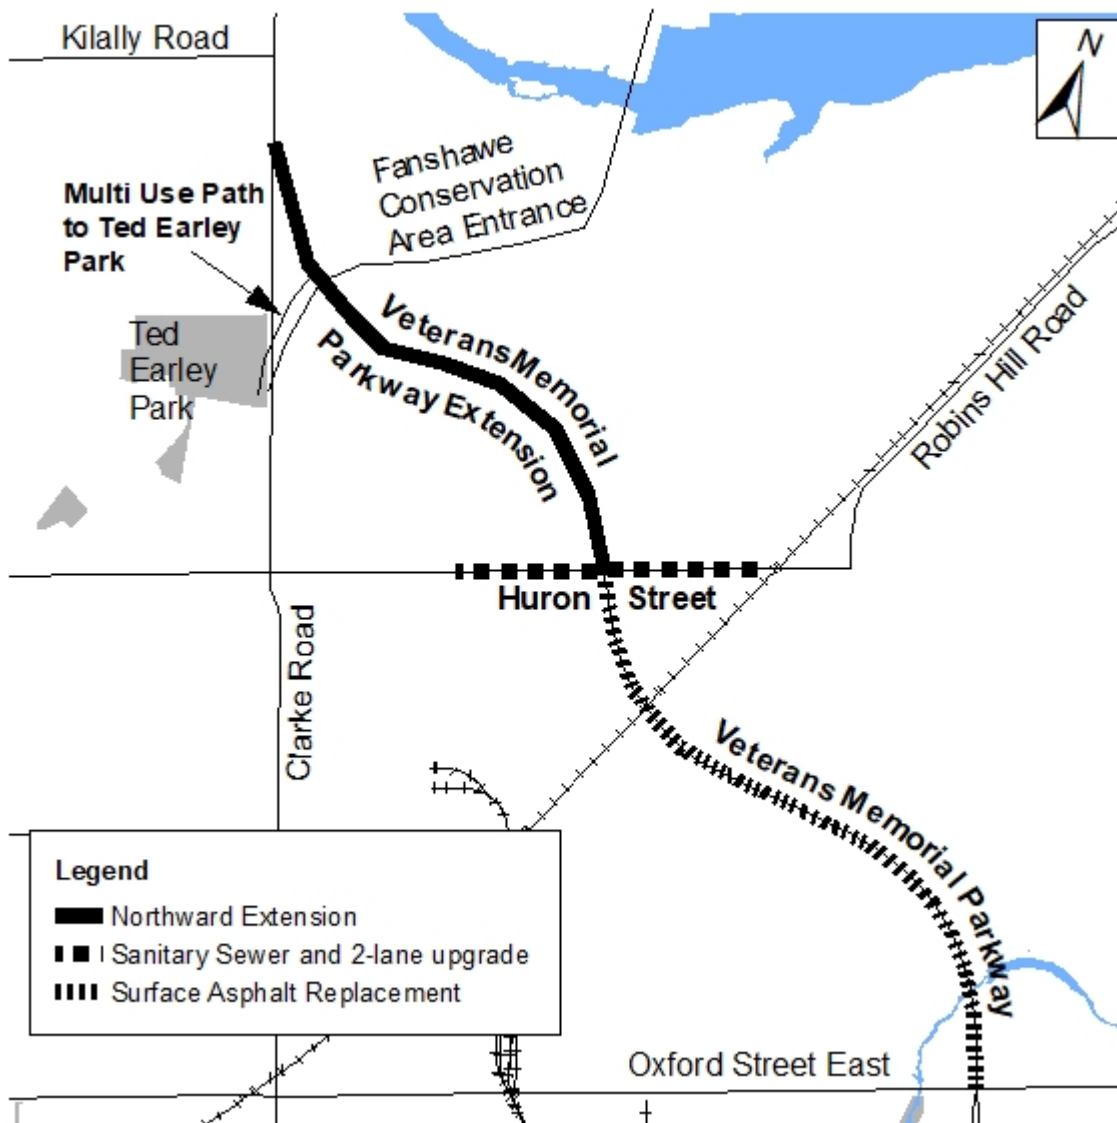 Kilally Road
N
Fanshawe
Conservation
Area Entrance
Multi Use Path
to Ted Earley
Park
Ted
Earley
Park
Veterans Memorial
Parkway Extension
Robins Hill Road
Huron Street
Clarke Road
Veterans Memorial Parkway
Legend
Northward Extension
Sanitary Sewer and 2-lane upgrade
Surface Asphalt Replacement
Oxford Street East